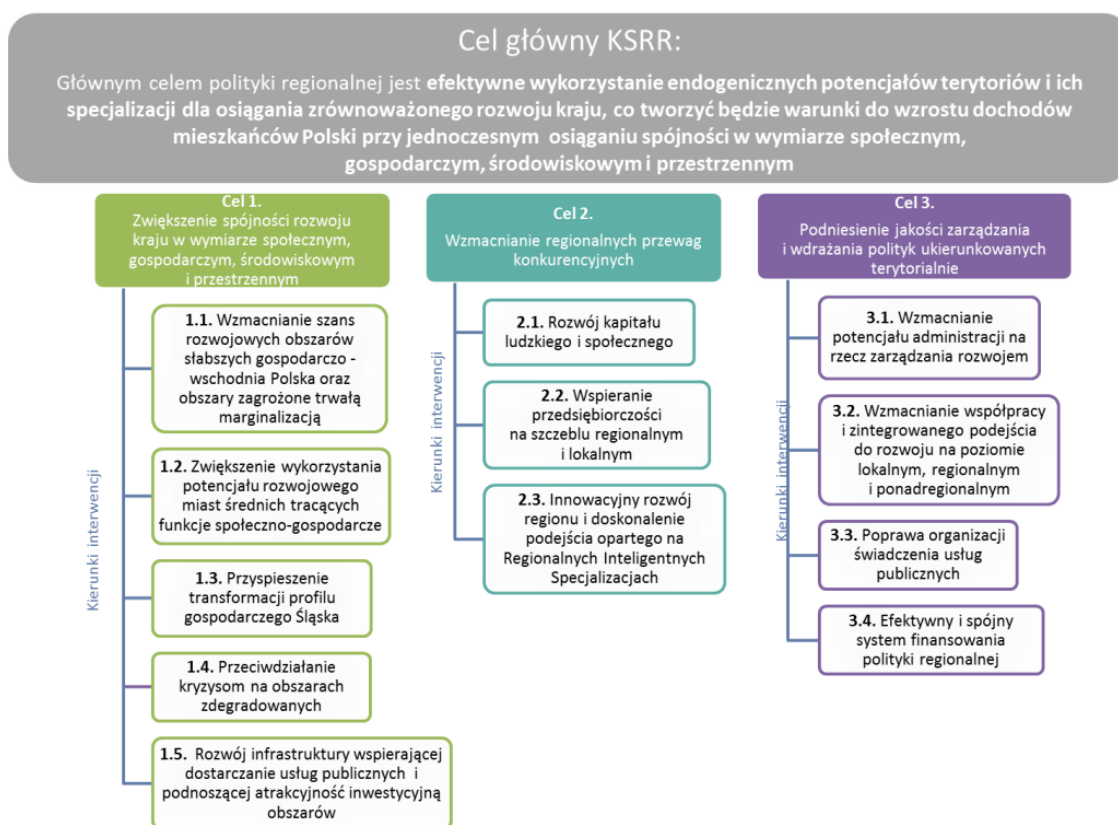 Cel główny KSRR:
Głównym celem polityki regionalnej jest efektywne wykorzystanie endogenicznych potencjałów terytoriów i ich
specjalizacji dla osiągania zrównoważonego rozwoju kraju, co tworzyć będzie warunki do wzrostu dochodów
mieszkańców Polski przy jednoczesnym osiąganiu spójności w wymiarze społecznym,
gospodarczym, środowiskowym i przestrzennym
Cel 1.
Zwiększenie spójności rozwoju
kraju w wymiarze społecznym,
gospodarczym, środowiskowym
i przestrzennym
Kierunki interwencji
1.1. Wzmacnianie szans
rozwojowych obszarów
słabszych gospodarczo -
wschodnia Polska oraz
obszary zagrożone trwałą
marginalizacją
1.2. Zwiększenie wykorzystania
potencjału rozwojowego
miast średnich tracących
funkcje społeczno-gospodarcze
1.3. Przyspieszenie
transformacji profilu
gospodarczego Śląska
1.4. Przeciwdziałanie
kryzysom na obszarach
zdegradowanych
1.5. Rozwój infrastruktury wspierającej
dostarczanie usług publicznych i
podnoszącej atrakcyjność inwestycyjną
obszarów
Cel 2.
Wzmacnianie regionalnych przewag
konkurencyjnych
Kierunki interwencji
2.1. Rozwój kapitału
ludzkiego i społecznego
2.2. Wspieranie
przedsiębiorczości
na szczeblu regionalnym
i lokalnym
2.3. Innowacyjny rozwój
regionu i doskonalenie
podejścia opartego na
Regionalnych Inteligentnych
Specjalizacjach
Cel 3.
Podniesienie jakości zarządzania
i wdrażania polityk ukierunkowanych
terytorialnie
Kierunki interwencji
3.1. Wzmacnianie
potencjału administracji na
rzecz zarządzania rozwojem
3.2. Wzmacnianie współpracy
i zintegrowanego podejścia
do rozwoju na poziomie
lokalnym, regionalnym
i ponadregionalnym
3.3. Poprawa organizacji
świadczenia usług
publicznych
3.4. Efektywny i spójny
system finansowania
polityki regionalnej